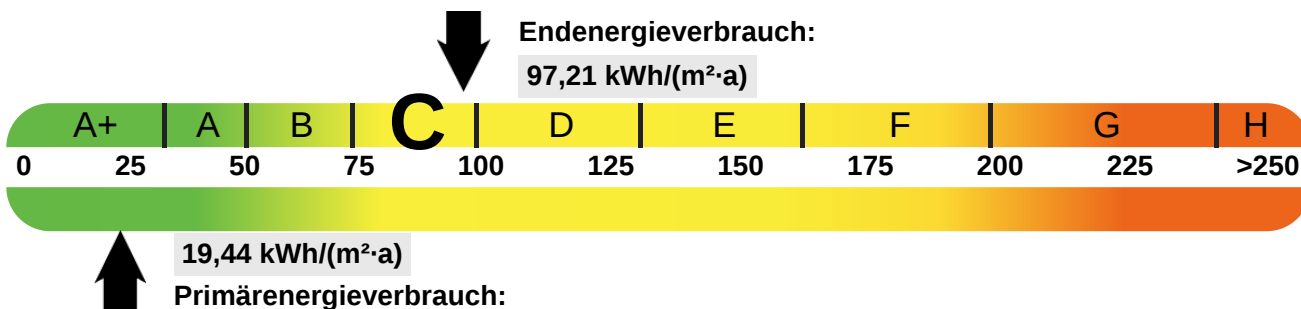 Endenergieverbrauch:
97,21 kWh/(m²·a)
A+ A B C D E F G H
0 25 50 75 100 125 150 175 200 225 >250
19,44 kWh/(m²·a)
Primärenergieverbrauch: